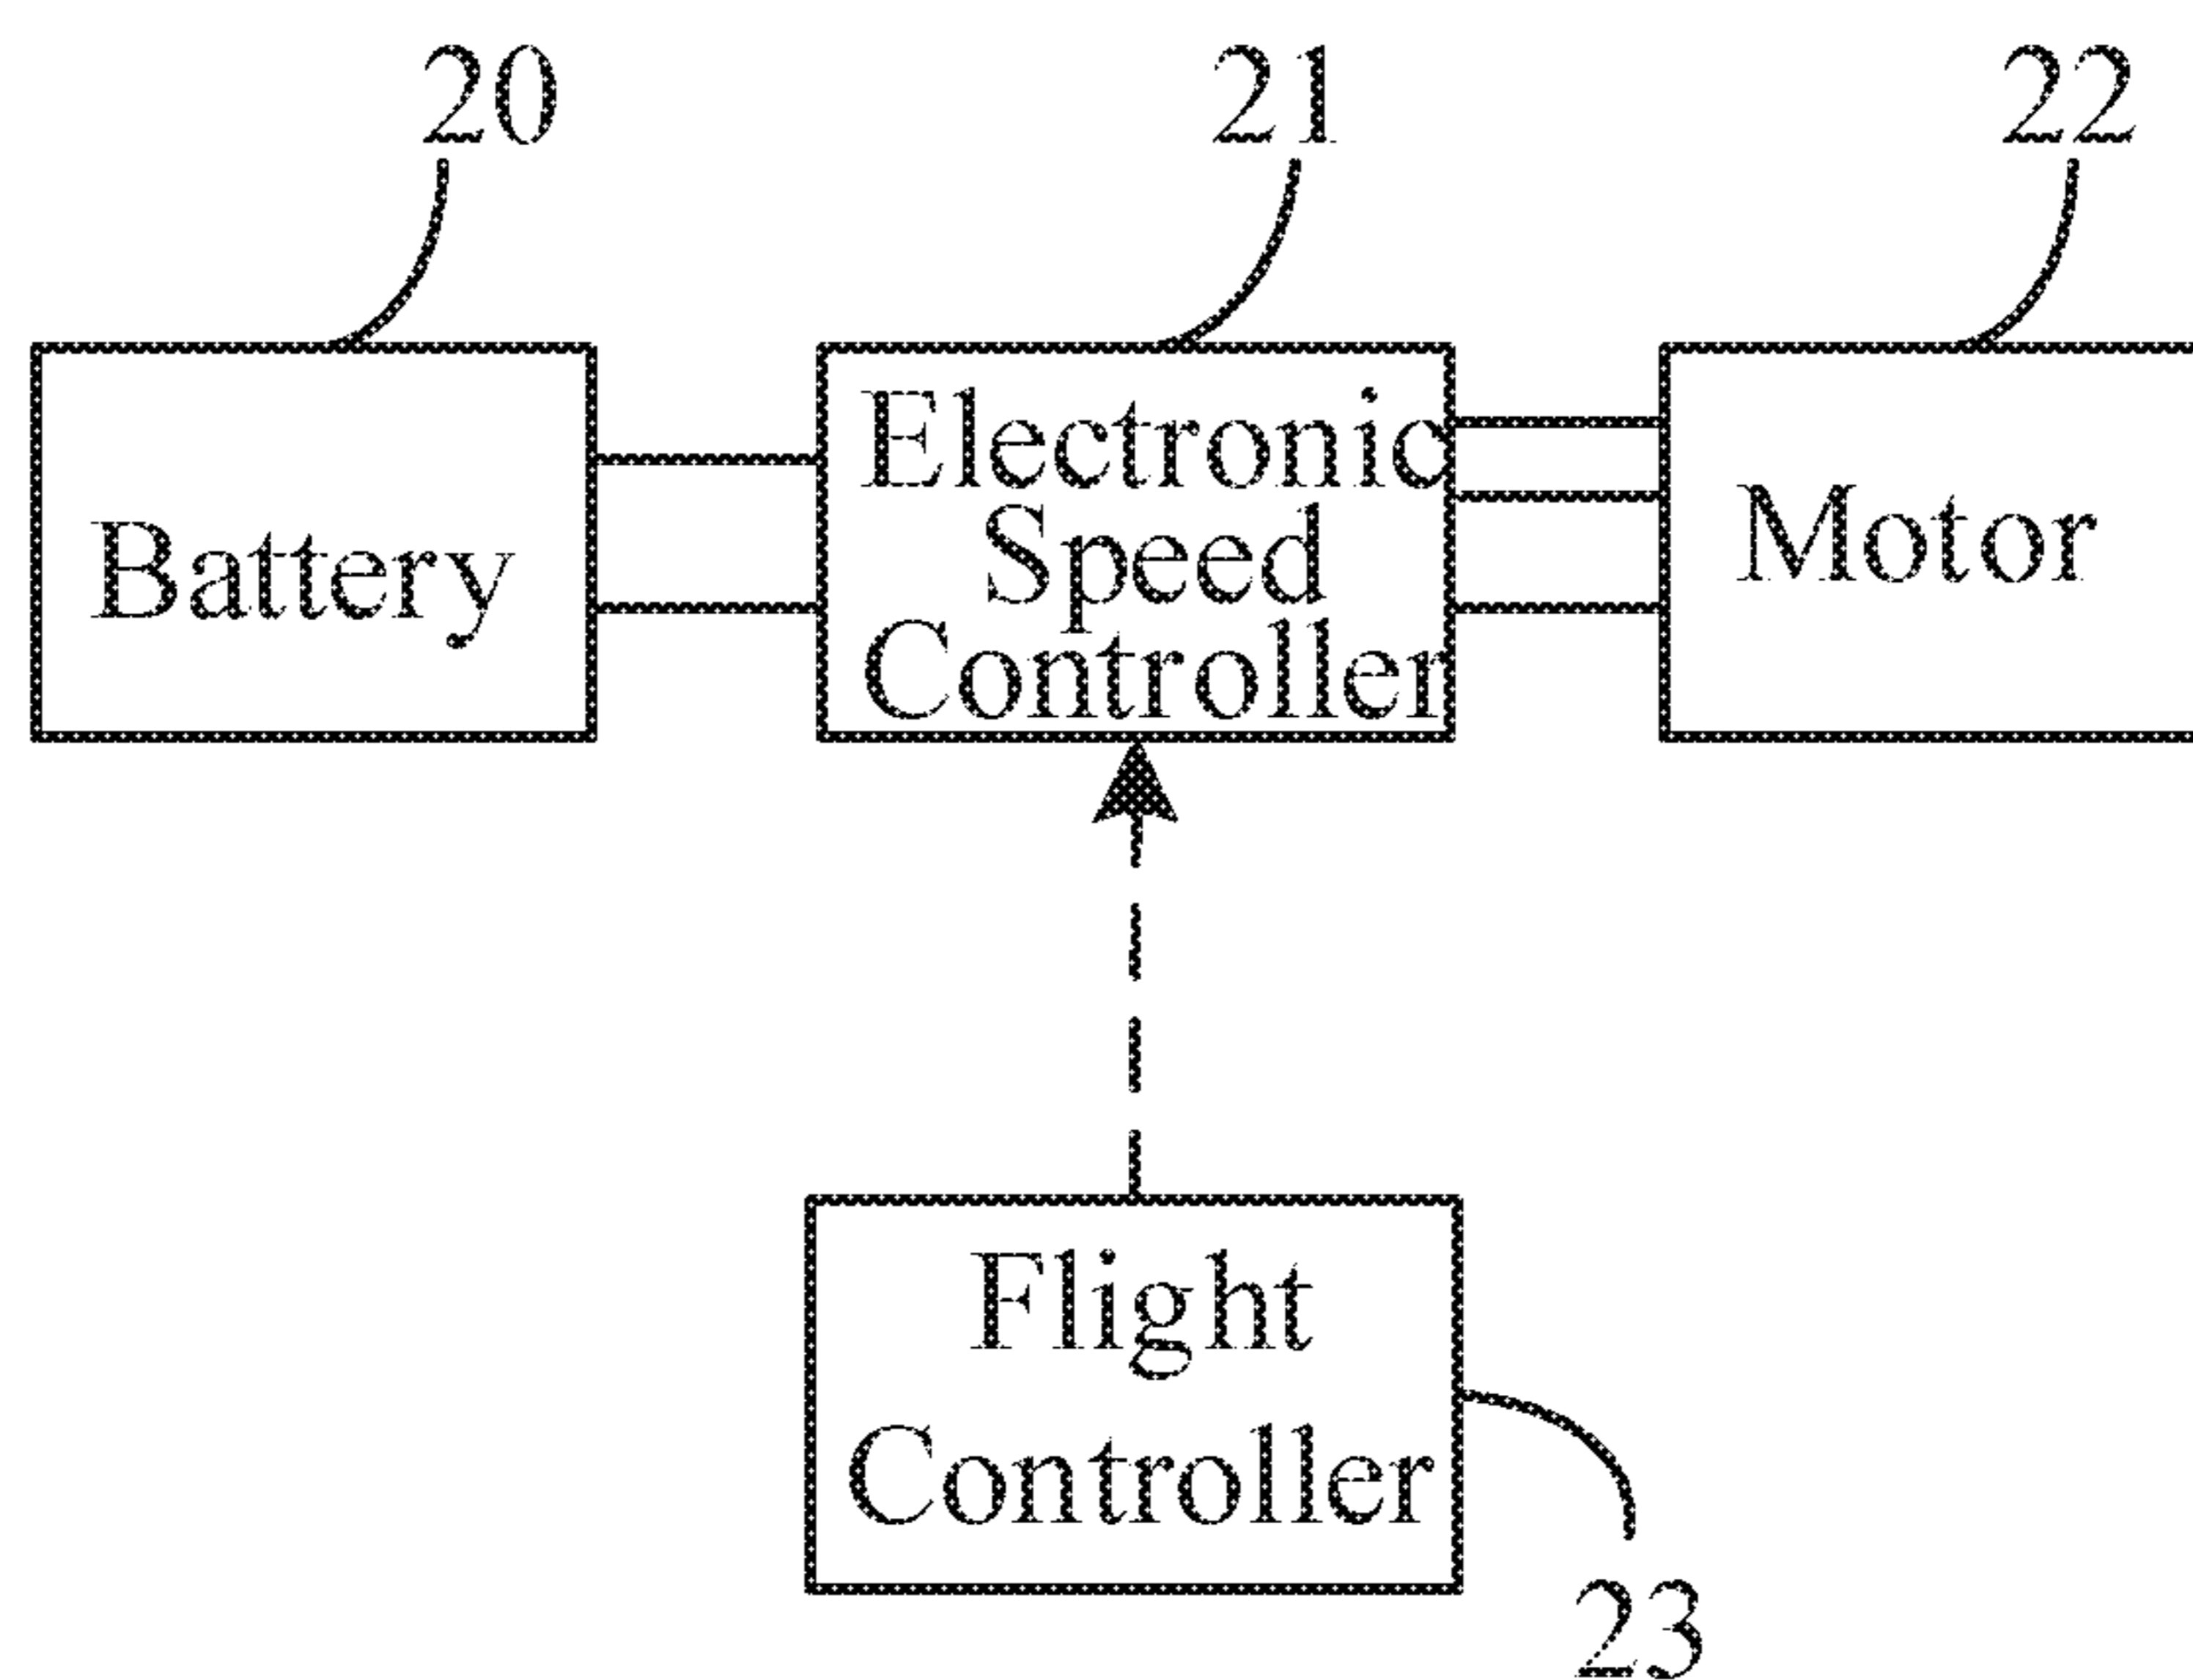 20
21
22
Battery
Electronic
Speed
Controller
Motor
Flight
Controller
23